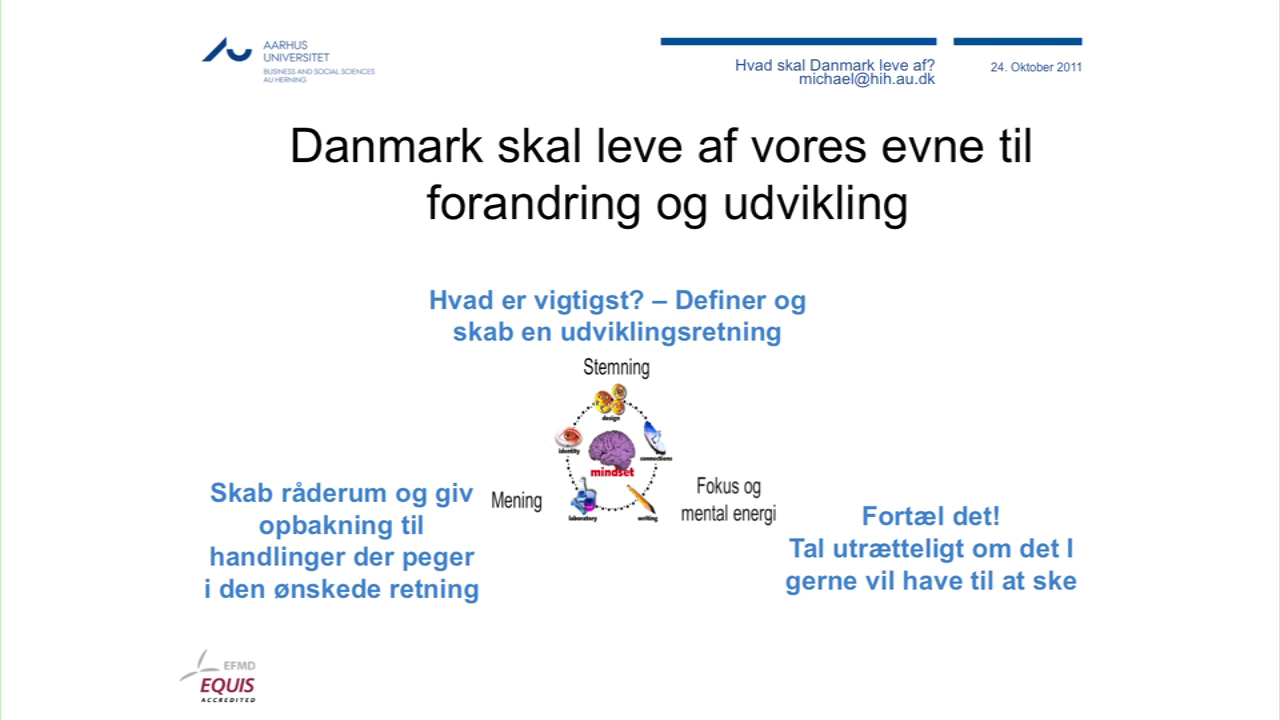 AARHUS
UNIVERSITET
BUSINESS AND SOCIAL SCIENCES
AU HERNING
Hvad skal Danmark leve af?
michael@hih.au.dk
24. Oktober 2011
Danmark skal leve af vores evne til
forandring og udvikling
Hvad er vigtigst? – Definer og
skab en udviklingsretning
Stemning
design
identity
connections
mindset
laboratory
writing
Mening
Fokus og
mental energi
Skab råderum og giv
opbakning til
handlinger der peger
i den ønskede retning
Fortæl det!
Tal utrætteligt om det I
gerne vil have til at ske
EFMD
EQUIS
ACCREDITED